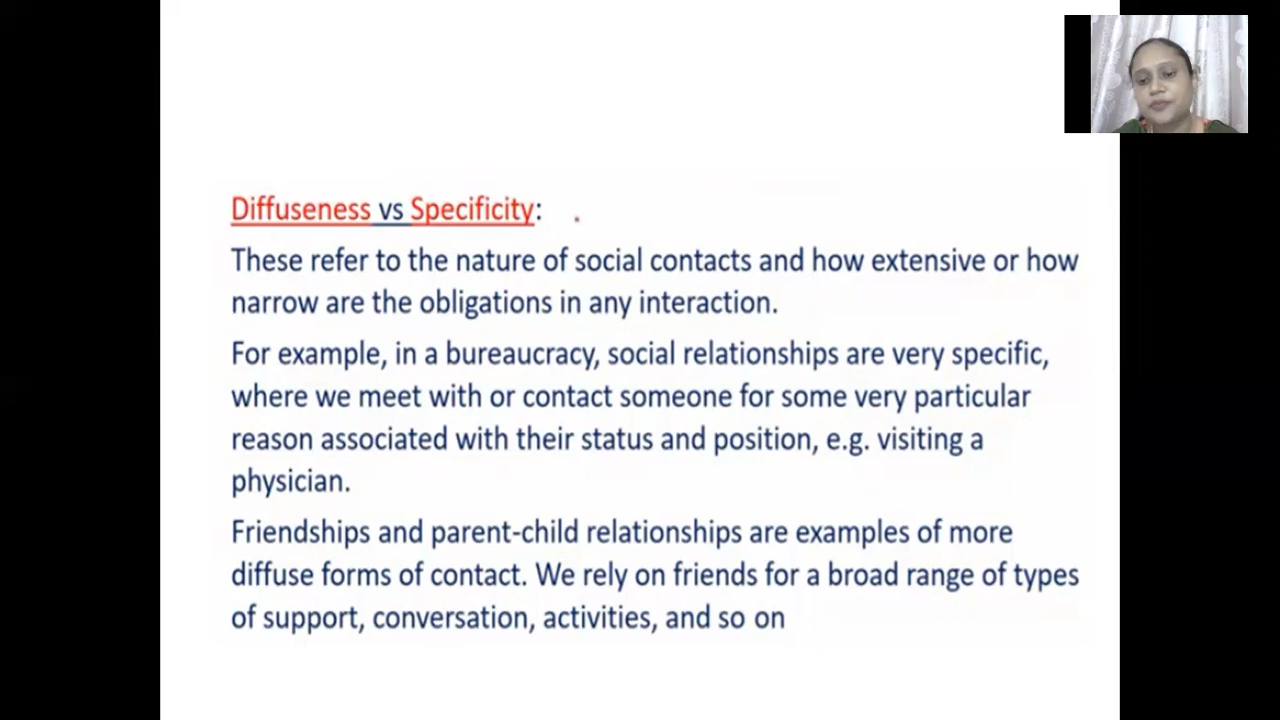 Diffuseness vs Specificity: .
These refer to the nature of social contacts and how extensive or how
narrow are the obligations in any interaction.
For example, in a bureaucracy, social relationships are very specific,
where we meet with or contact someone for some very particular
reason associated with their status and position, e.g. visiting a
physician.
Friendships and parent-child relationships are examples of more
diffuse forms of contact. We rely on friends for a broad range of types
of support, conversation, activities, and so on